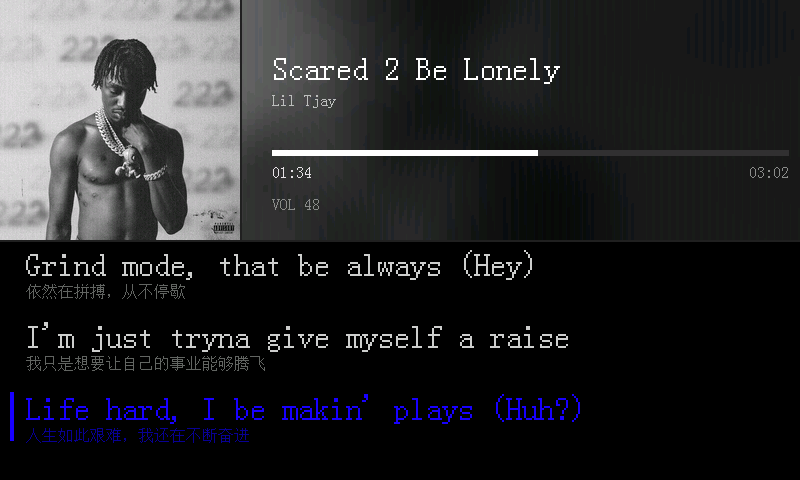 222
Scared 2 Be Lonely
Lil Tjay
01:34
03:02
VOL 48
Grind mode, that be always (Hey)
依然在拼搏，从不停歇
I'm just tryna give myself a raise
我只是想要让自己的事业能够腾飞
Life hard, I be makin' plays (Huh?)
人生如此艰难，我还在不断奋进